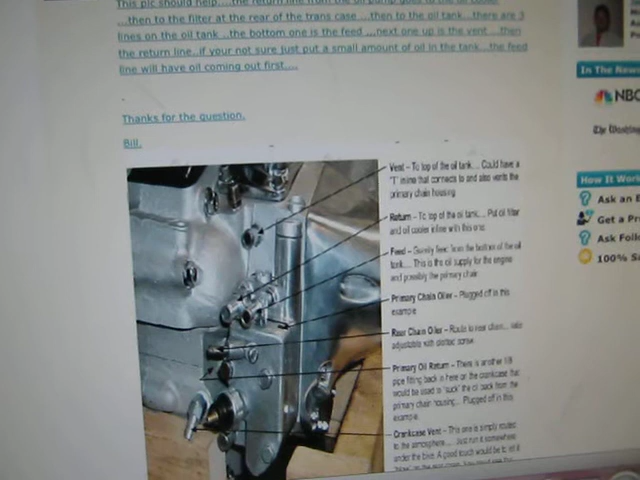 This pic should help....the return line from the oil pump goes to the oil cooler
...then to the filter at the rear of the trans case ....then to the oil tank...there are 3
lines on the oil tank ...the bottom one is the feed ....next one up is the vent ...then
the return line..if your not sure just put a small amount of oil in the tank...the feed
line will have oil coming out first....
Thanks for the question.
Bill.
Vent – To top of the oil tank... Could have a
"T" inline that connects to and also vents the
primary chain housing
Return – To top of the oil tank... Put oil filter
and oil cooler inline with this one
Feed – Gravity feed from the bottom of the oil
tank... This is the oil supply for the engine
and possibly the primary chain
Primary Chain Oiler – Plugged off in this
example
Rear Chain Oiler – Route to rear chain...
adjustable with slotted screw
Primary Oil Return – There is another 1/8
pipe fitting back in here on the crankcase that
would be used to "suck" the oil back from the
primary chain housing... Plugged off in this
example
Crankcase Vent – This one is simply routed
to the atmosphere... Just run it somewhere
under the bike. A good touch would be to
In The News
NBC
The Washing
How It Work
Ask an E
Get a Pr
Ask Foll
100% Sa